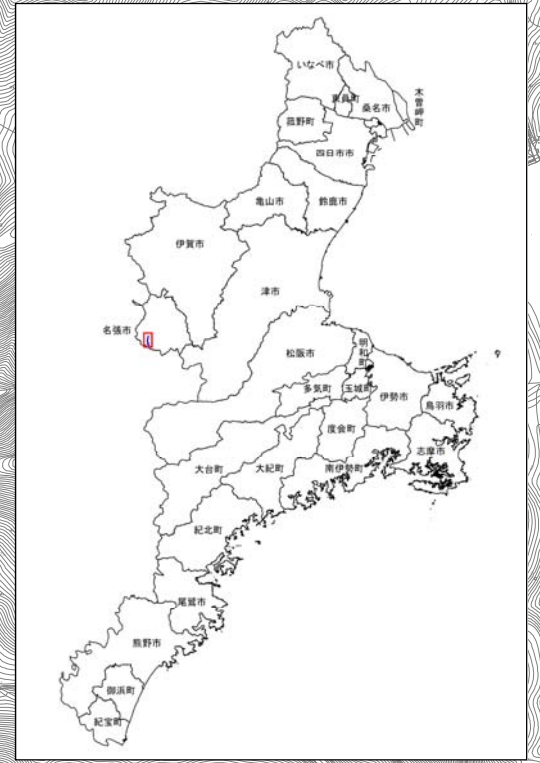 いなべ市
東員町
桑名市
木曽岬町
菰野町
四日市市
亀山市
鈴鹿市
伊賀市
津市
名張市
松阪市
明和町
多気町
玉城町
伊勢市
鳥羽市
度会町
志摩市
大台町
大紀町
南伊勢町
紀北町
尾鷲市
熊野市
御浜町
紀宝町